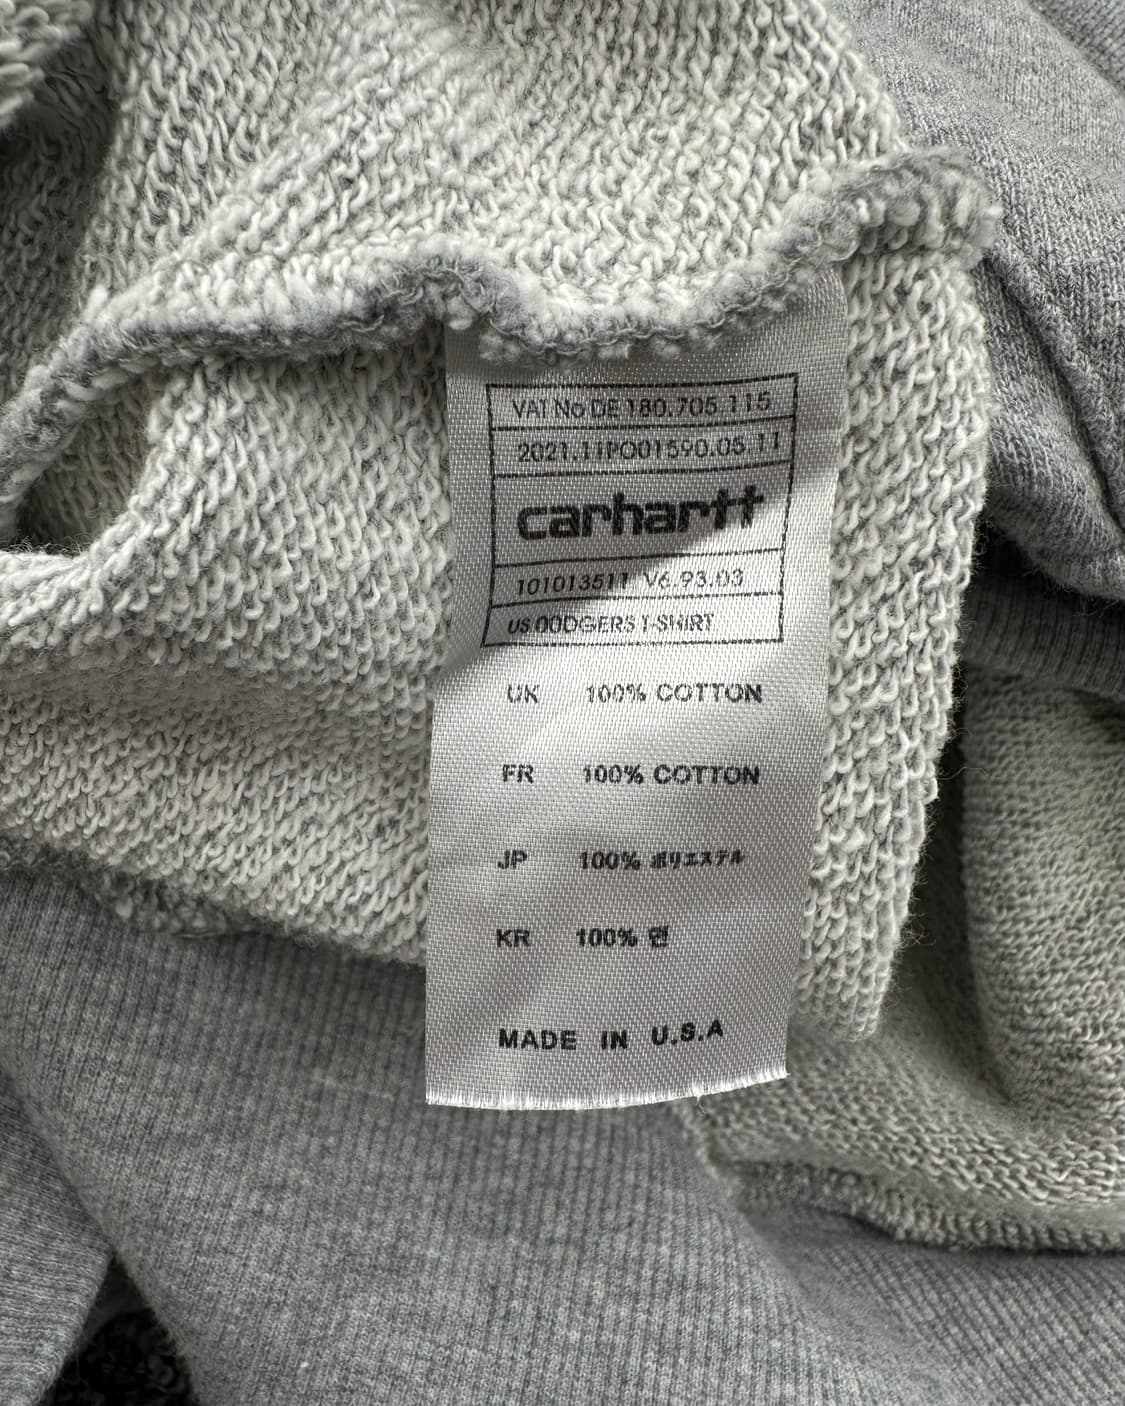 VAT No DE 180.705 115
2021.11PO01590.05 11
carhartt
101013511 V6.93.03
US.OODGERS T-SHIRT
UK 100% COTTON
FR 100% COTTON
JP 100% ポリエステル
KR 100% 면
MADE IN U.S.A